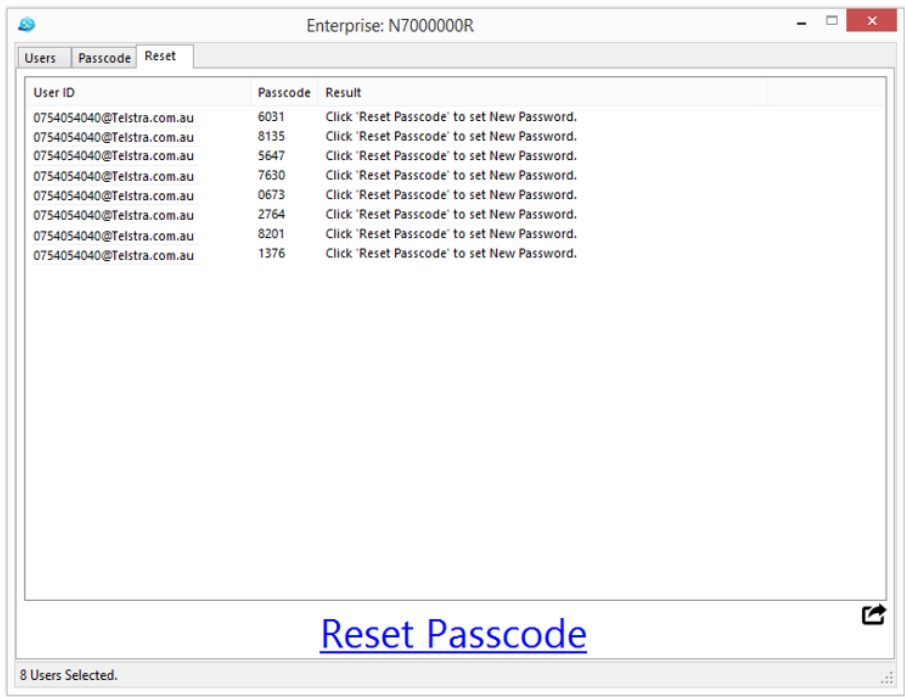 Enterprise: N7000000R
Users Passcode Reset
User ID Passcode Result
0754054040@Telstra.com.au 6031 Click 'Reset Passcode' to set New Password.
0754054040@Telstra.com.au 8135 Click 'Reset Passcode' to set New Password.
0754054040@Telstra.com.au 5647 Click 'Reset Passcode' to set New Password.
0754054040@Telstra.com.au 7630 Click 'Reset Passcode' to set New Password.
0754054040@Telstra.com.au 0673 Click 'Reset Passcode' to set New Password.
0754054040@Telstra.com.au 2764 Click 'Reset Passcode' to set New Password.
0754054040@Telstra.com.au 8201 Click 'Reset Passcode' to set New Password.
0754054040@Telstra.com.au 1376 Click 'Reset Passcode' to set New Password.
Reset Passcode
8 Users Selected.